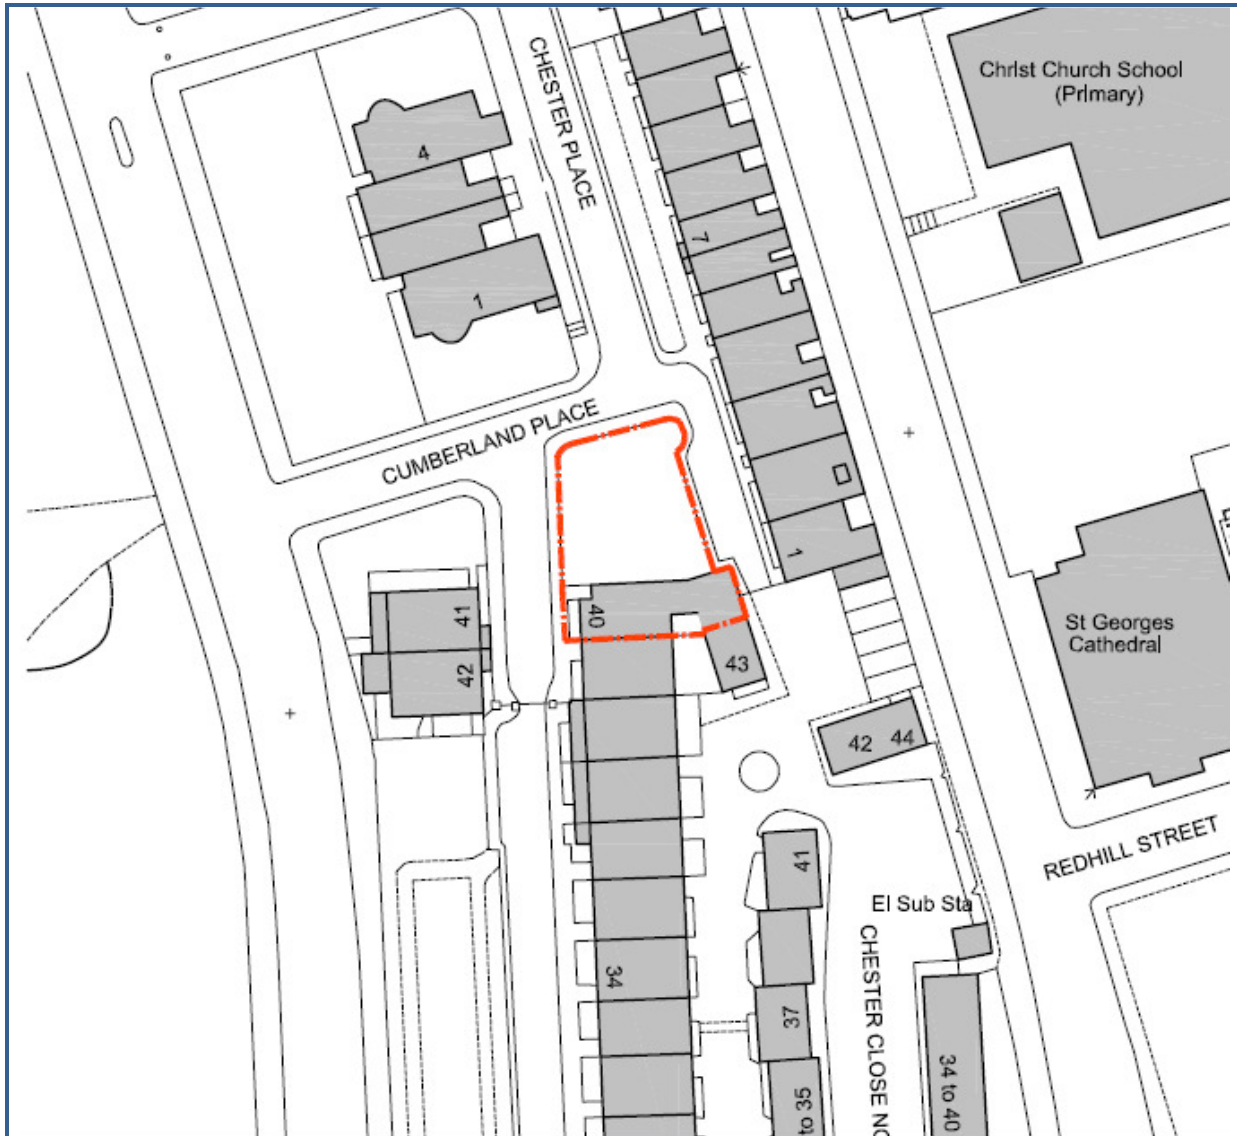 CHESTER PLACE
Christ Church School
(Primary)
4
7
1
CUMBERLAND PLACE
1
40
41
42
43
St Georges
Cathedral
42 44
REDHILL STREET
41
El Sub Sta
34
CHESTER CLOSE NO
37
to 35
34 to 40